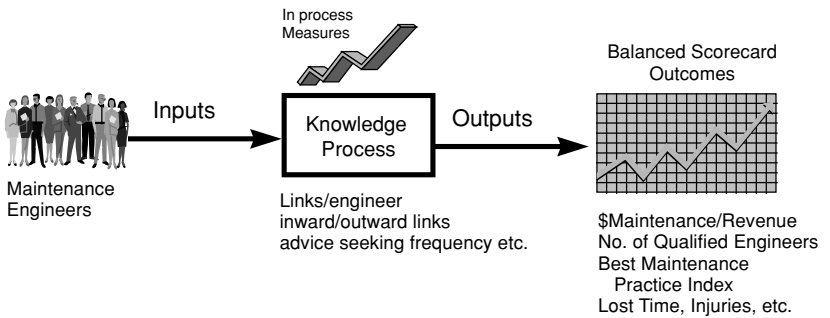 In process
Measures
Balanced Scorecard
Outcomes
Inputs
Knowledge
Process
Outputs
Maintenance
Engineers
Links/engineer
inward/outward links
advice seeking frequency etc.
$Maintenance/Revenue
No. of Qualified Engineers
Best Maintenance
Practice Index
Lost Time, Injuries, etc.